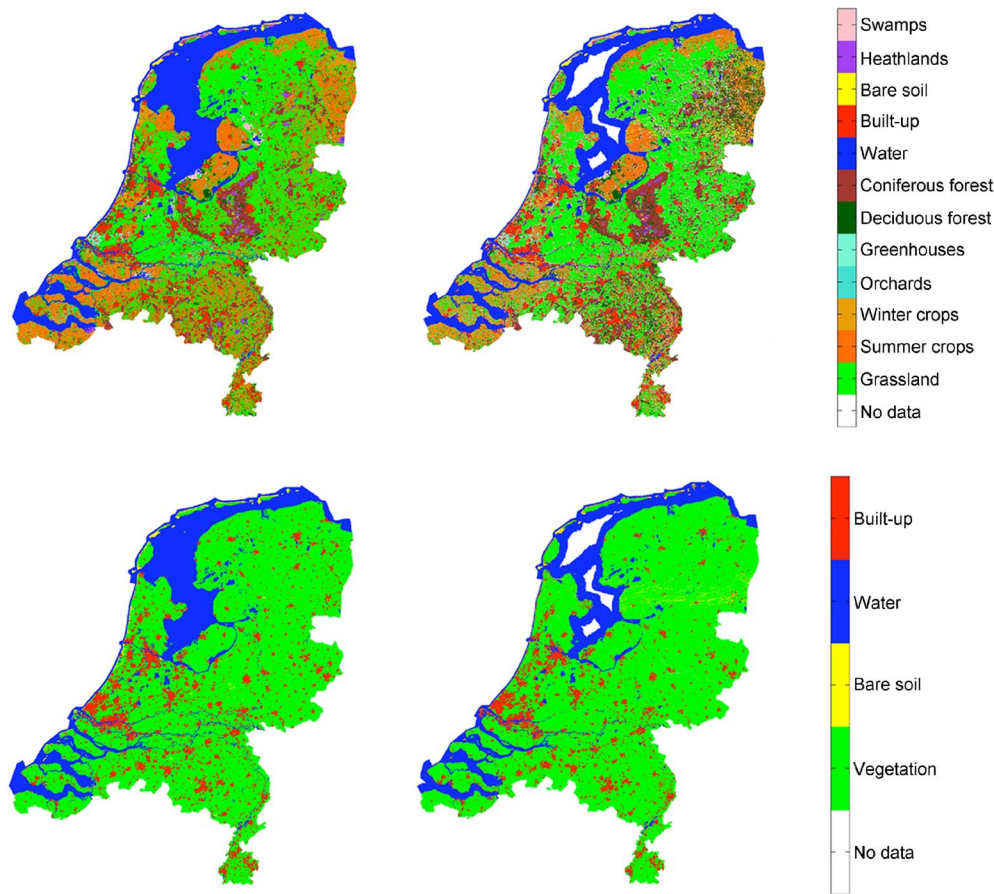 Swamps
Heathlands
Bare soil
Built-up
Water
Coniferous forest
Deciduous forest
Greenhouses
Orchards
Winter crops
Summer crops
Grassland
No data
Built-up
Water
Bare soil
Vegetation
No data